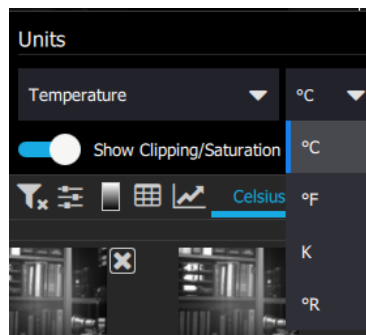 Units
Temperature °C
Show Clipping/Saturation °C
Celsius °F
K
°R